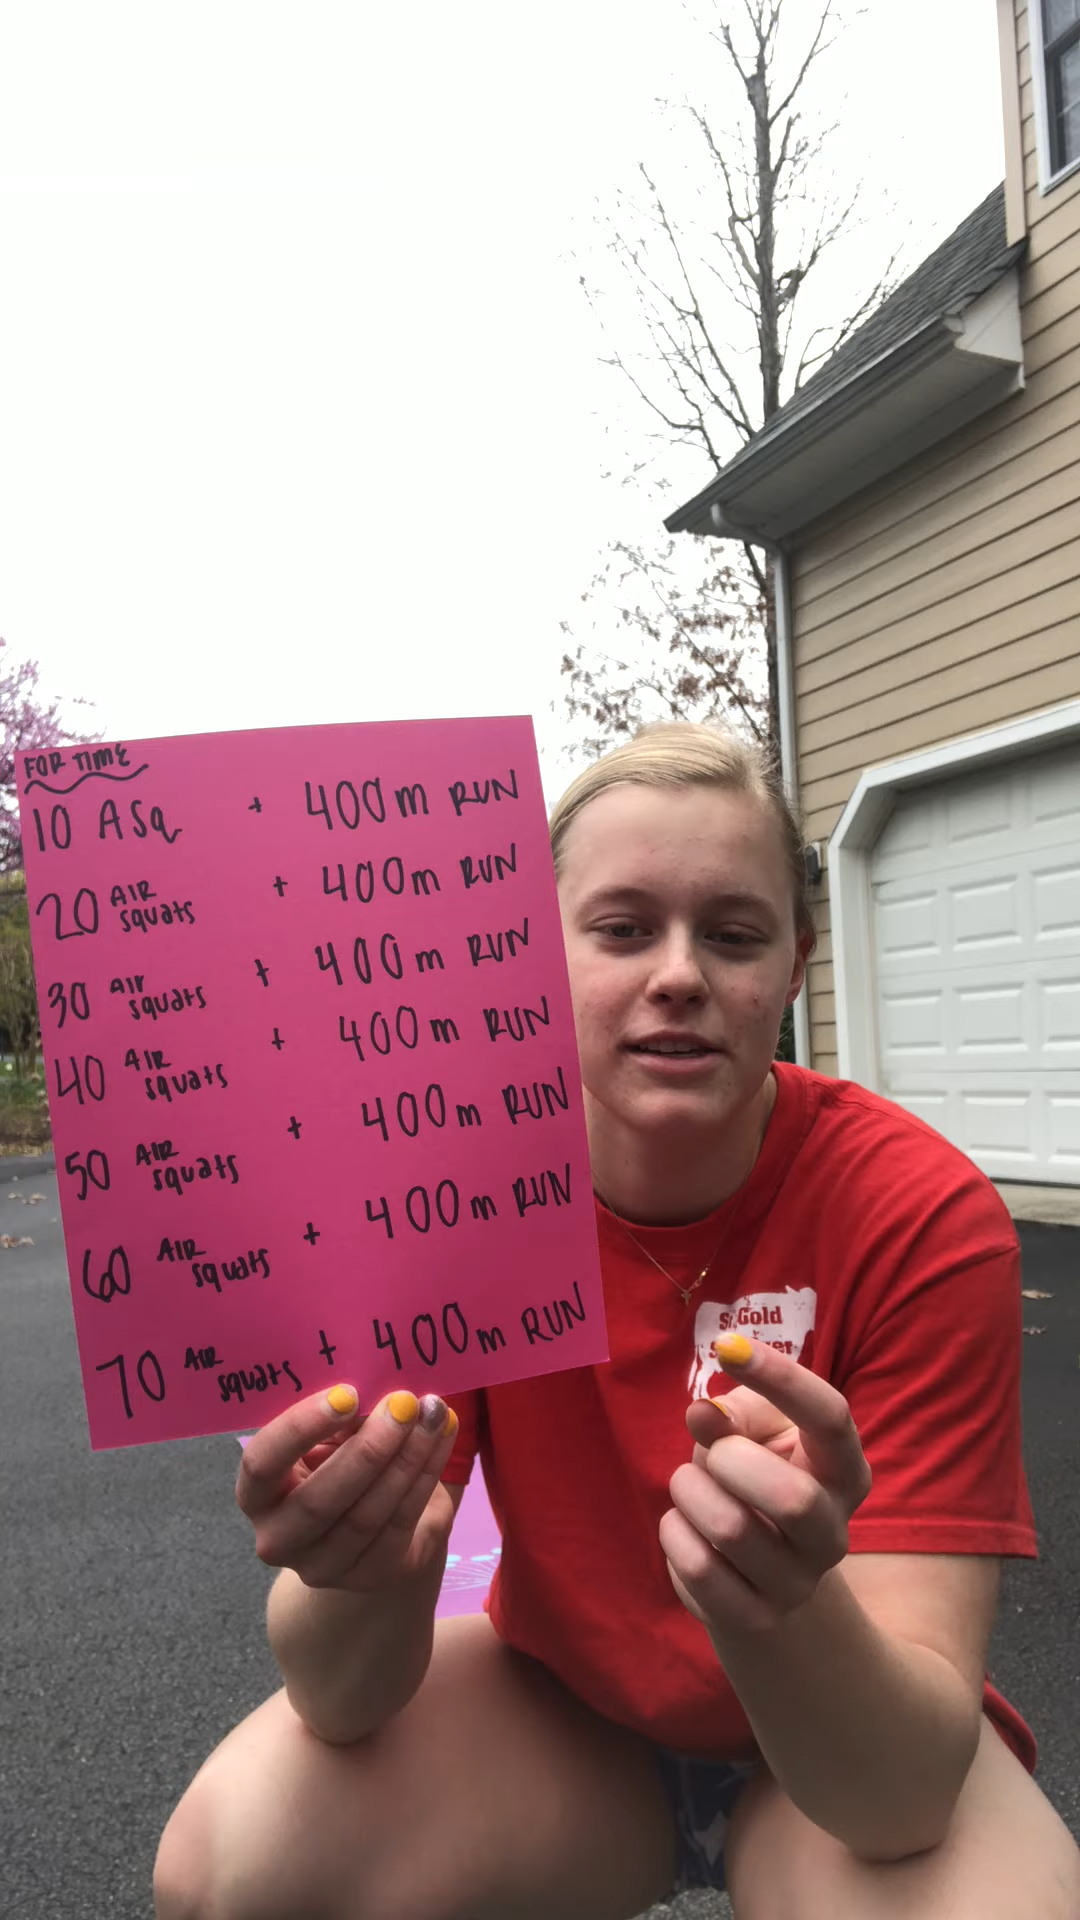 FOR TIME
10 ASq + 400m RUN
20 AIR squats + 400m RUN
30 AIR squats + 400m RUN
40 AIR squats + 400m RUN
50 AIR squats + 400m RUN
60 AIR squats + 400m RUN
70 AIR squats + 400m RUN
Gold